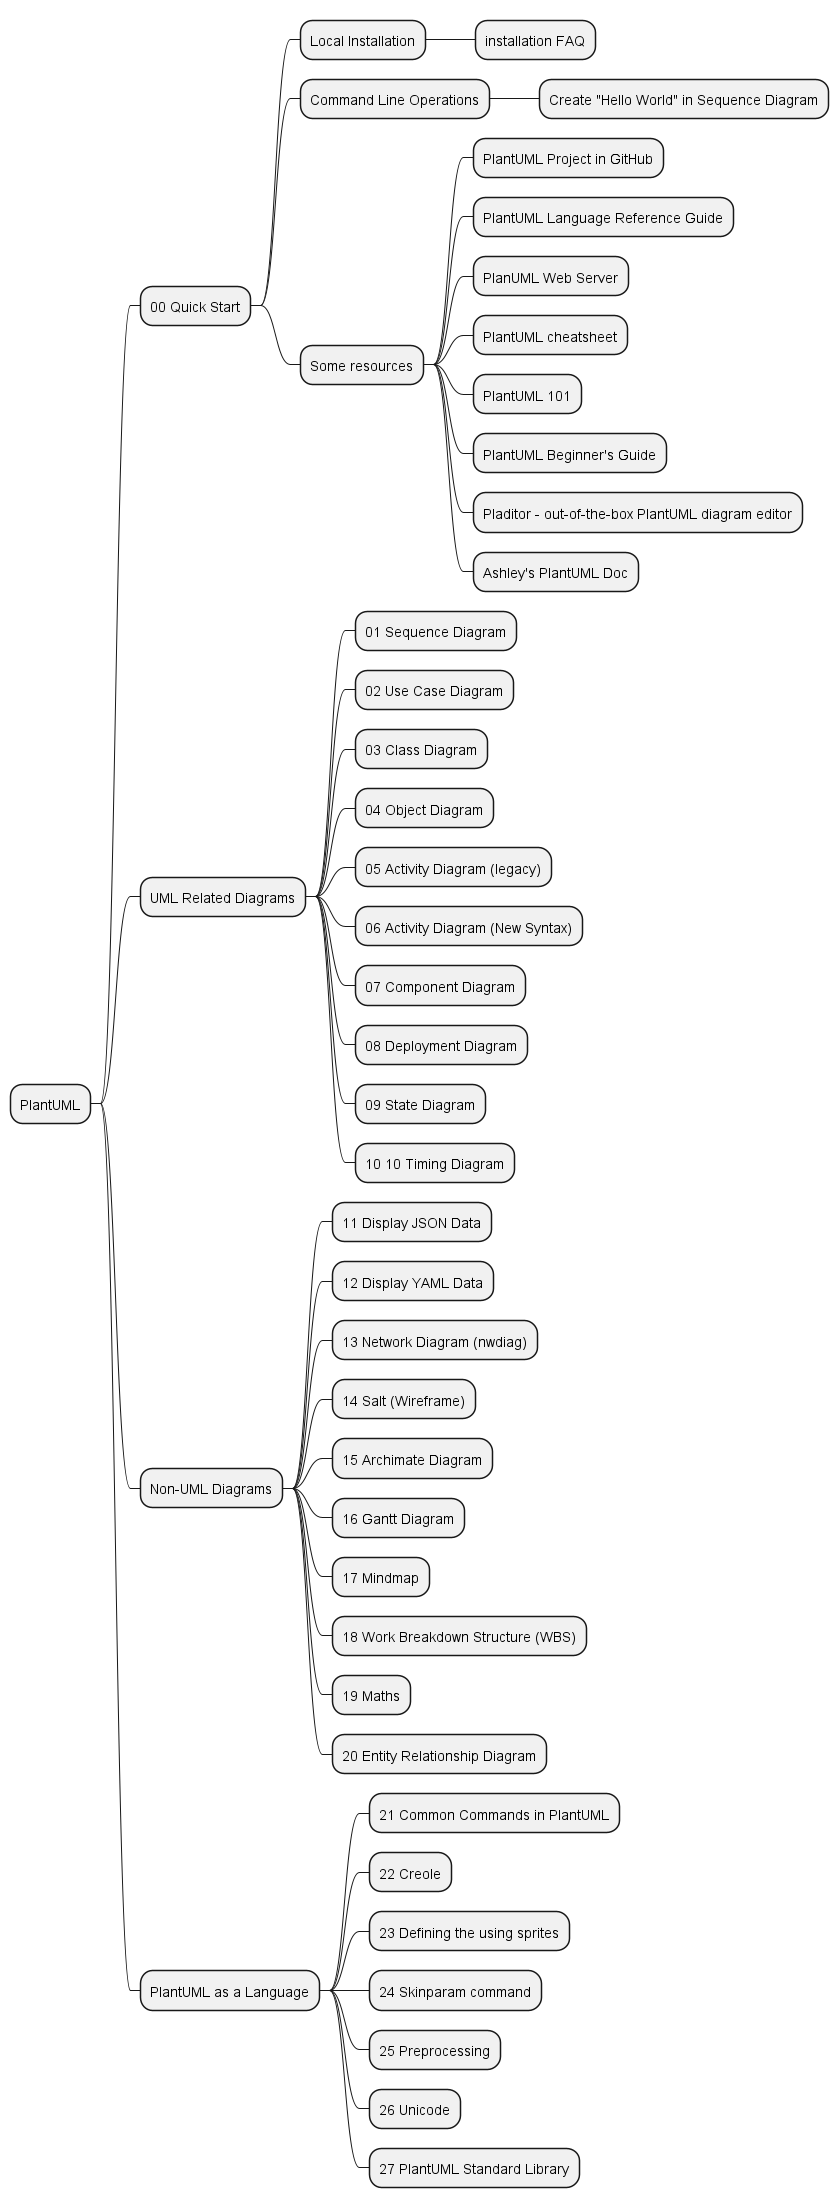 Local Installation
installation FAQ
Command Line Operations
Create "Hello World" in Sequence Diagram
PlantUML Project in GitHub
PlantUML Language Reference Guide
PlanUML Web Server
00 Quick Start
PlantUML cheatsheet
Some resources
PlantUML 101
PlantUML Beginner's Guide
Pladitor - out-of-the-box PlantUML diagram editor
Ashley's PlantUML Doc
01 Sequence Diagram
02 Use Case Diagram
03 Class Diagram
04 Object Diagram
05 Activity Diagram (legacy)
UML Related Diagrams
06 Activity Diagram (New Syntax)
07 Component Diagram
08 Deployment Diagram
09 State Diagram
PlantUML
10 10 Timing Diagram
11 Display JSON Data
12 Display YAML Data
13 Network Diagram (nwdiag)
14 Salt (Wireframe)
15 Archimate Diagram
Non-UML Diagrams
16 Gantt Diagram
17 Mindmap
18 Work Breakdown Structure (WBS)
19 Maths
20 Entity Relationship Diagram
21 Common Commands in PlantUML
22 Creole
23 Defining the using sprites
PlantUML as a Language
24 Skinparam command
25 Preprocessing
26 Unicode
27 PlantUML Standard Library